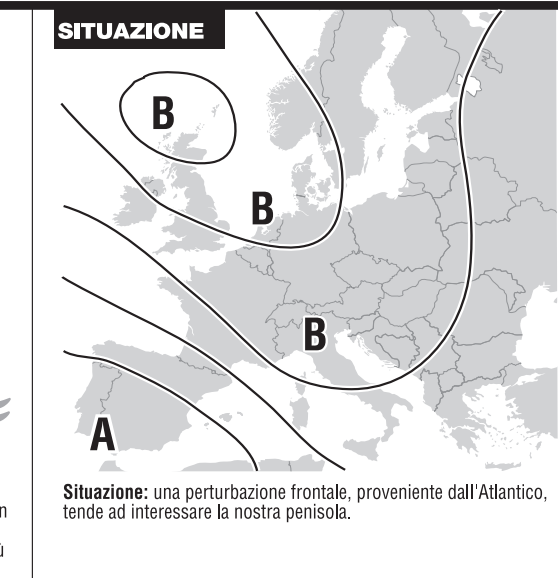 SITUAZIONE
B
B
B
A
Situazione: una perturbazione frontale, proveniente dall'Atlantico,
tende ad interessare la nostra penisola.
n
ù